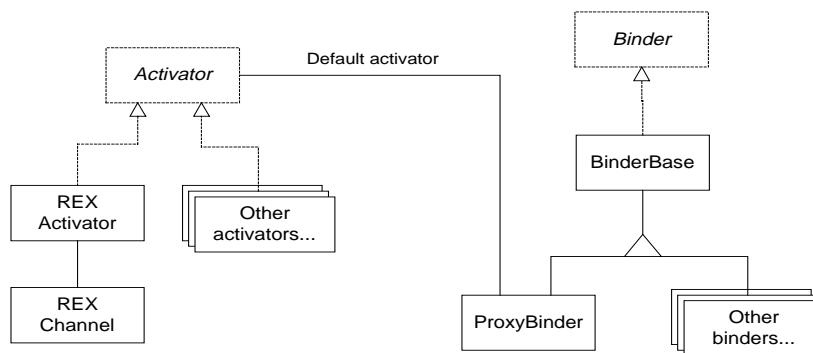 Binder
Activator
Default activator
BinderBase
REX
Activator
Other
activators...
REX
Channel
ProxyBinder
Other
binders...